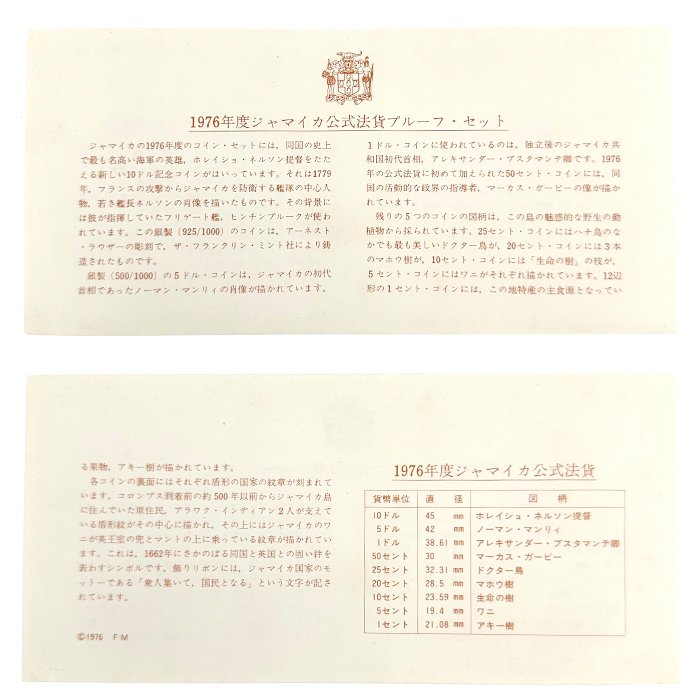 1976年度ジャマイカ公式法貨プルーフ・セット
ジャマイカの1976年度のコイン・セットには，同国の史上
で最も名高い海軍の英雄，ホレイショ・ネルソン提督をたた
える新しい10ドル記念コインがはいっています。それは1779
年，フランスの攻撃からジャマイカを防衛する艦隊の中心人
物，若き艦長ネルソンの肖像を描いたものです。その背景に
は彼が指揮していたフリゲート艦，ヒンチンブルークが使わ
れています。この銀製（925/1000）のコインは，アーネスト
・ラウザーの彫刻で，ザ・フランクリン・ミント社により鋳
造されたものです。
銀製（500/1000）の5ドル・コインは，ジャマイカの初代
首相であったノーマン・マンリィの肖像が描かれています。
1ドル・コインに使われているのは，独立後のジャマイカ共
和国初代首相，アレキサンダー・ブスタマンテ卿です。1976
年の公式法貨に初めて加えられた50セント・コインには，同
国の活動的な政界の指導者，マーカス・ガービーの像が描か
れています。
残りの5つのコインの図柄は，この島の魅惑的な野生の動
植物から採られています。25セント・コインにはハチ鳥のな
かでも最も美しいドクター鳥が，20セント・コインには3本
のマホウ樹が，10セント・コインには「生命の樹」の枝が，
5セント・コインにはワニがそれぞれ描かれています。12辺
形の1セント・コインには，この地特産の主食源となってい
る果物，アキー樹が描かれています。
各コインの裏面にはそれぞれ盾形の国家の紋章が刻まれて
います。コロンブス到着前の約500年以前からジャマイカ島
に住んでいた原住民，アラワク・インディアン2人が支えて
いる盾形紋がその中心に描かれ，その上にはジャマイカのワ
ニが英王室の兜とマントの上に乗っている紋章が描かれてい
ます。これは，1662年にさかのぼる同国と英国との固い絆を
表わすシンボルです。飾りリボンには，ジャマイカ国家のモ
ットーである「衆人集いて，国民となる」という文字が記さ
れています。
©1976 FM
1976年度ジャマイカ公式法貨
貨幣単位 直径 図柄
10ドル 45 mm ホレイショ・ネルソン提督
5ドル 42 mm ノーマン・マンリィ
1ドル 38.61 mm アレキサンダー・ブスタマンテ卿
50セント 30 mm マーカス・ガービー
25セント 32.31 mm ドクター鳥
20セント 28.5 mm マホウ樹
10セント 23.59 mm 生命の樹
5セント 19.4 mm ワニ
1セント 21.08 mm アキー樹